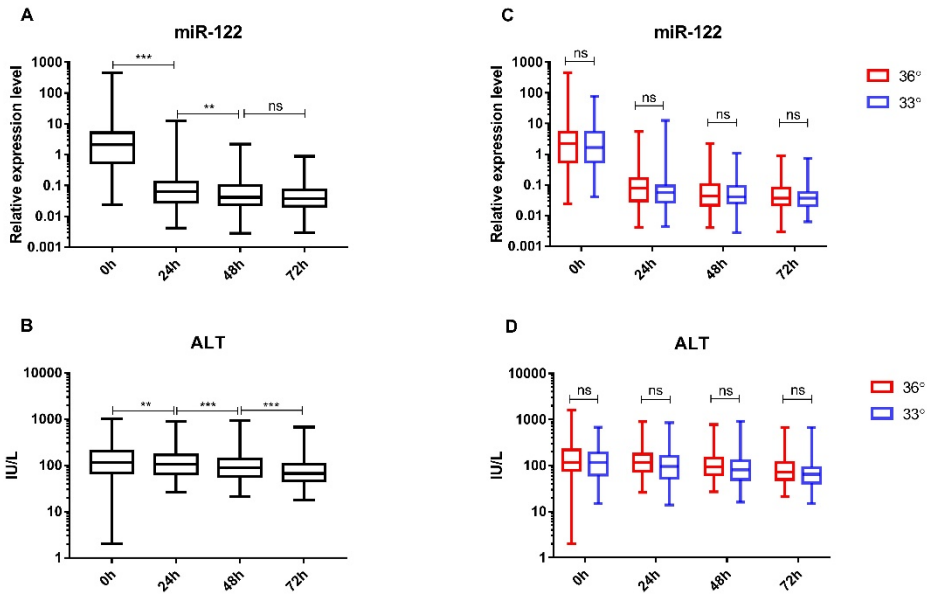 A
miR-122
Relative expression level
1000
100
10
1
0.1
0.01
0.001
***
**
ns
0h
24h
48h
72h
C
miR-122
Relative expression level
1000
100
10
1
0.1
0.01
0.001
ns
ns
ns
ns
0h
24h
48h
72h
36°
33°
B
ALT
IU/L
10000
1000
100
10
1
**
***
***
0h
24h
48h
72h
D
ALT
IU/L
10000
1000
100
10
1
ns
ns
ns
ns
0h
24h
48h
72h
36°
33°